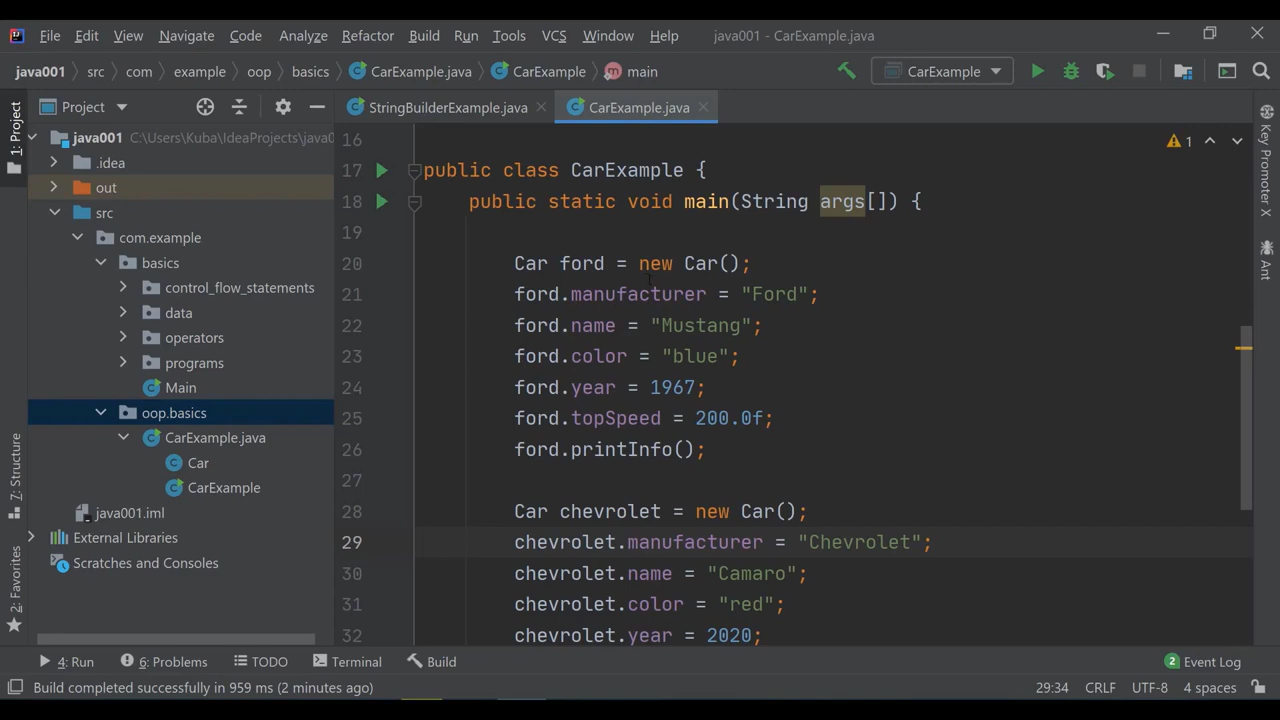 File Edit View Navigate Code Analyze Refactor Build Run Tools VCS Window Help java001 - CarExample.java
java001 src com example oop basics CarExample.java CarExample main CarExample
Project StringBuilderExample.java CarExample.java
1: Project
7: Structure
2: Favorites
java001 C:\Users\Kuba\IdeaProjects\java0
.idea
out
src
com.example
basics
control_flow_statements
data
operators
programs
Main
oop.basics
CarExample.java
Car
CarExample
java001.iml
External Libraries
Scratches and Consoles
16
17 public class CarExample {
18 public static void main(String args[]) {
19
20 Car ford = new Car();
21 ford.manufacturer = "Ford";
22 ford.name = "Mustang";
23 ford.color = "blue";
24 ford.year = 1967;
25 ford.topSpeed = 200.0f;
26 ford.printInfo();
27
28 Car chevrolet = new Car();
29 chevrolet.manufacturer = "Chevrolet";
30 chevrolet.name = "Camaro";
31 chevrolet.color = "red";
32 chevrolet.year = 2020;
1
Key Promoter X
Ant
4: Run 6: Problems TODO Terminal Build 2 Event Log
Build completed successfully in 959 ms (2 minutes ago) 29:34 CRLF UTF-8 4 spaces